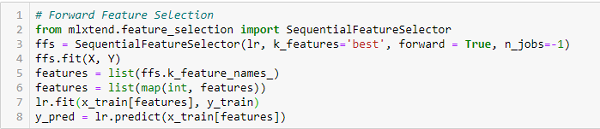 1 # Forward Feature Selection
2 from mlxtend.feature_selection import SequentialFeatureSelector
3 ffs = SequentialFeatureSelector(lr, k_features='best', forward = True, n_jobs=-1)
4 ffs.fit(X, Y)
5 features = list(ffs.k_feature_names_)
6 features = list(map(int, features))
7 lr.fit(x_train[features], y_train)
8 y_pred = lr.predict(x_train[features])